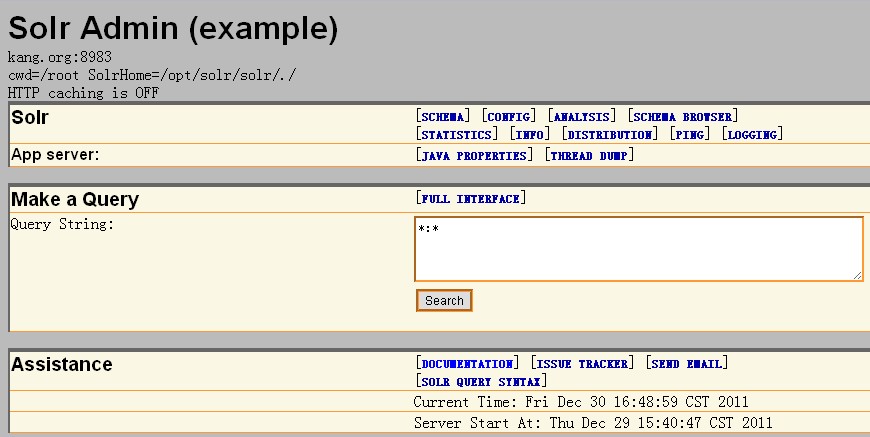 Solr Admin (example)
kang.org:8983
cwd=/root SolrHome=/opt/solr/solr/./
HTTP caching is OFF
Solr [SCHEMA] [CONFIG] [ANALYSIS] [SCHEMA BROWSER]
[STATISTICS] [INFO] [DISTRIBUTION] [PING] [LOGGING]
App server: [JAVA PROPERTIES] [THREAD DUMP]
Make a Query [FULL INTERFACE]
Query String: *:*
Search
Assistance [DOCUMENTATION] [ISSUE TRACKER] [SEND EMAIL]
[SOLR QUERY SYNTAX]
Current Time: Fri Dec 30 16:48:59 CST 2011
Server Start At: Thu Dec 29 15:40:47 CST 2011